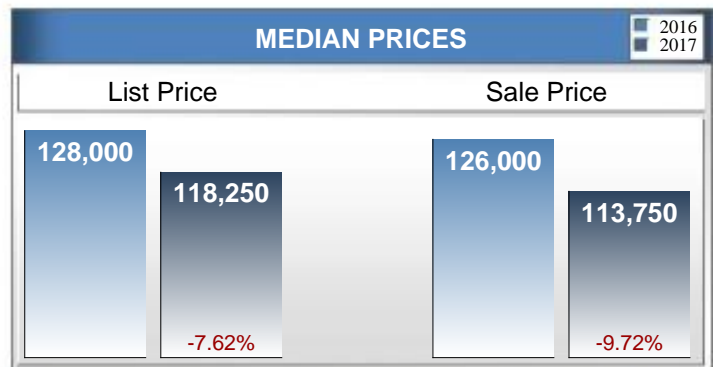 MEDIAN PRICES
2016
2017
List Price
Sale Price
128,000
118,250
-7.62%
126,000
113,750
-9.72%